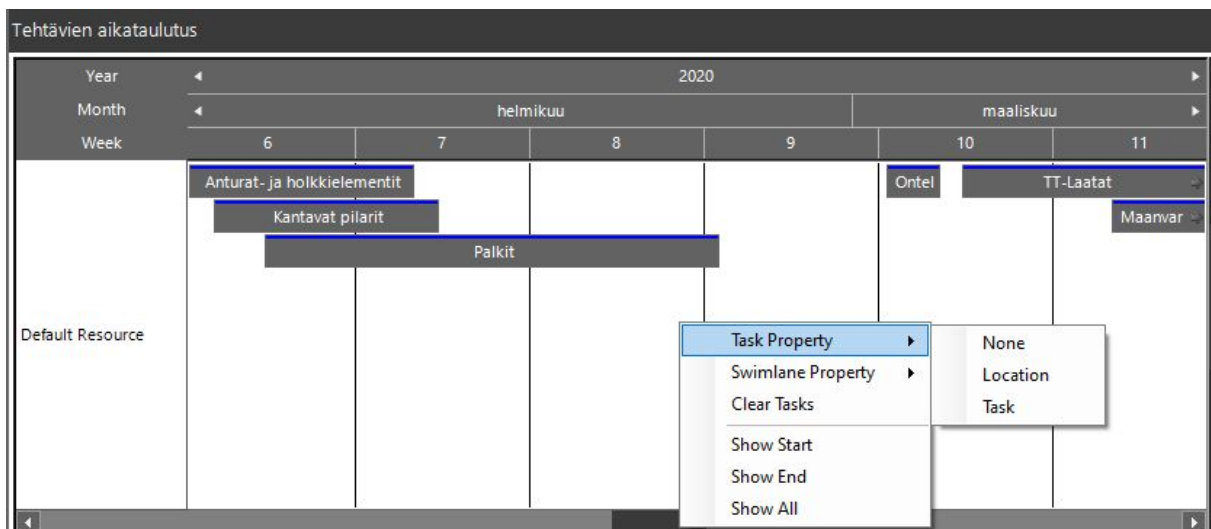 Tehtävien aikataulutus
Year 2020
Month helmikuu maaliskuu
Week 6 7 8 9 10 11
Anturat- ja holkkielementit Ontel TT-Laatat
Kantavat pilarit Maanvar
Palkit
Default Resource
Task Property None
Swimlane Property Location
Clear Tasks Task
Show Start
Show End
Show All